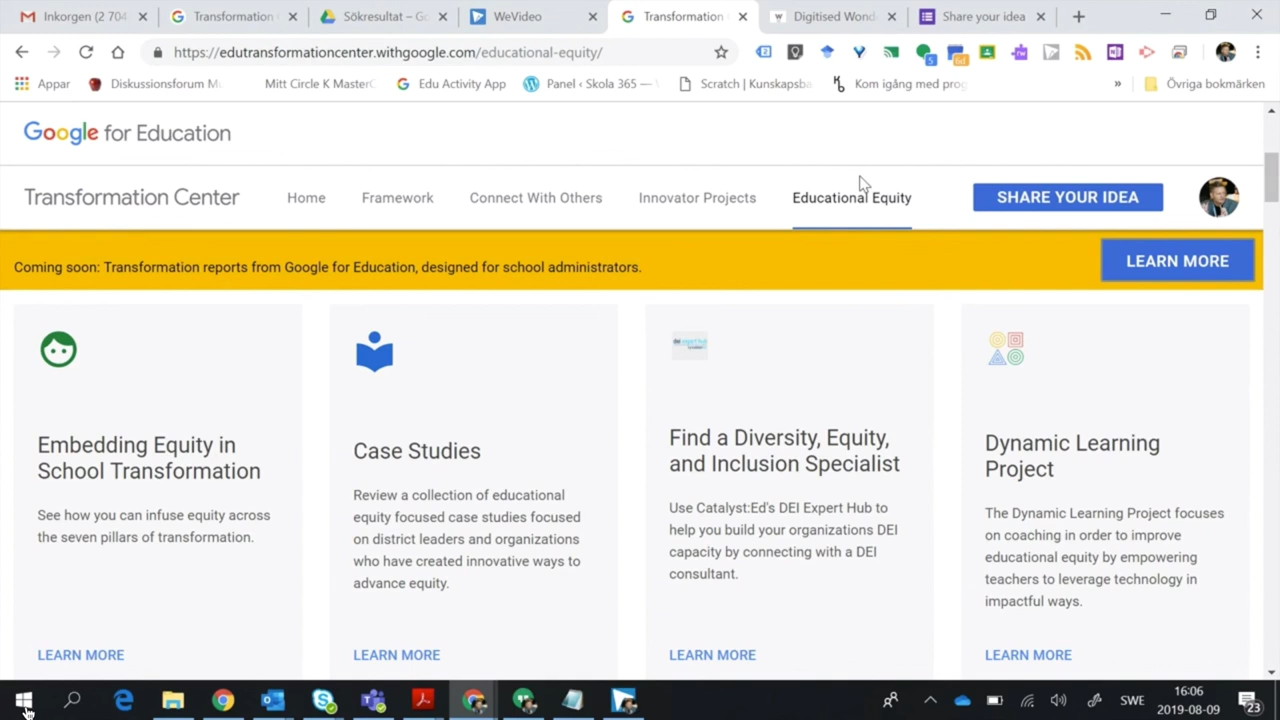 Inkorgen (2 704
Transformation
Sökresultat – Go
WeVideo
Transformation
Digitised Wond
Share your idea
https://edutransformationcenter.withgoogle.com/educational-equity/
5
6d
Appar
Diskussionsforum M
Mitt Circle K MasterC
Edu Activity App
Panel ‹ Skola 365 —
Scratch | Kunskapsba
Kom igång med prog
»
Övriga bokmärken
Google for Education
Transformation Center
Home
Framework
Connect With Others
Innovator Projects
Educational Equity
SHARE YOUR IDEA
Coming soon: Transformation reports from Google for Education, designed for school administrators.
LEARN MORE
Embedding Equity in
School Transformation
See how you can infuse equity across
the seven pillars of transformation.
LEARN MORE
Case Studies
Review a collection of educational
equity focused case studies focused
on district leaders and organizations
who have created innovative ways to
advance equity.
LEARN MORE
dei expert hub
Find a Diversity, Equity,
and Inclusion Specialist
Use Catalyst:Ed's DEI Expert Hub to
help you build your organizations DEI
capacity by connecting with a DEI
consultant.
LEARN MORE
Dynamic Learning
Project
The Dynamic Learning Project focuses
on coaching in order to improve
educational equity by empowering
teachers to leverage technology in
impactful ways.
LEARN MORE
SWE
16:06
2019-08-09
23